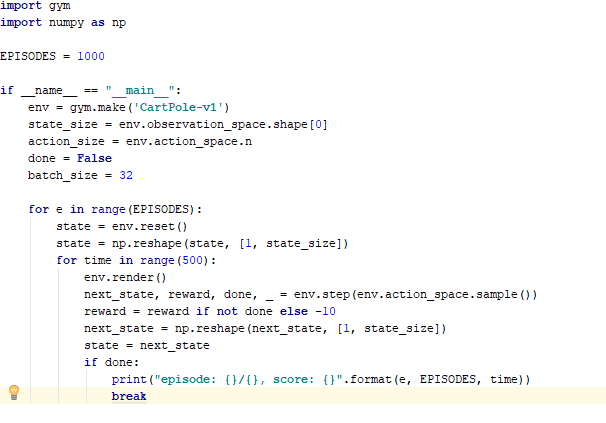 import gym
import numpy as np

EPISODES = 1000

if __name__ == "__main__":
    env = gym.make('CartPole-v1')
    state_size = env.observation_space.shape[0]
    action_size = env.action_space.n
    done = False
    batch_size = 32

    for e in range(EPISODES):
        state = env.reset()
        state = np.reshape(state, [1, state_size])
        for time in range(500):
            env.render()
            next_state, reward, done, _ = env.step(env.action_space.sample())
            reward = reward if not done else -10
            next_state = np.reshape(next_state, [1, state_size])
            state = next_state
            if done:
                print("episode: {}/{}, score: {}".format(e, EPISODES, time))
                break